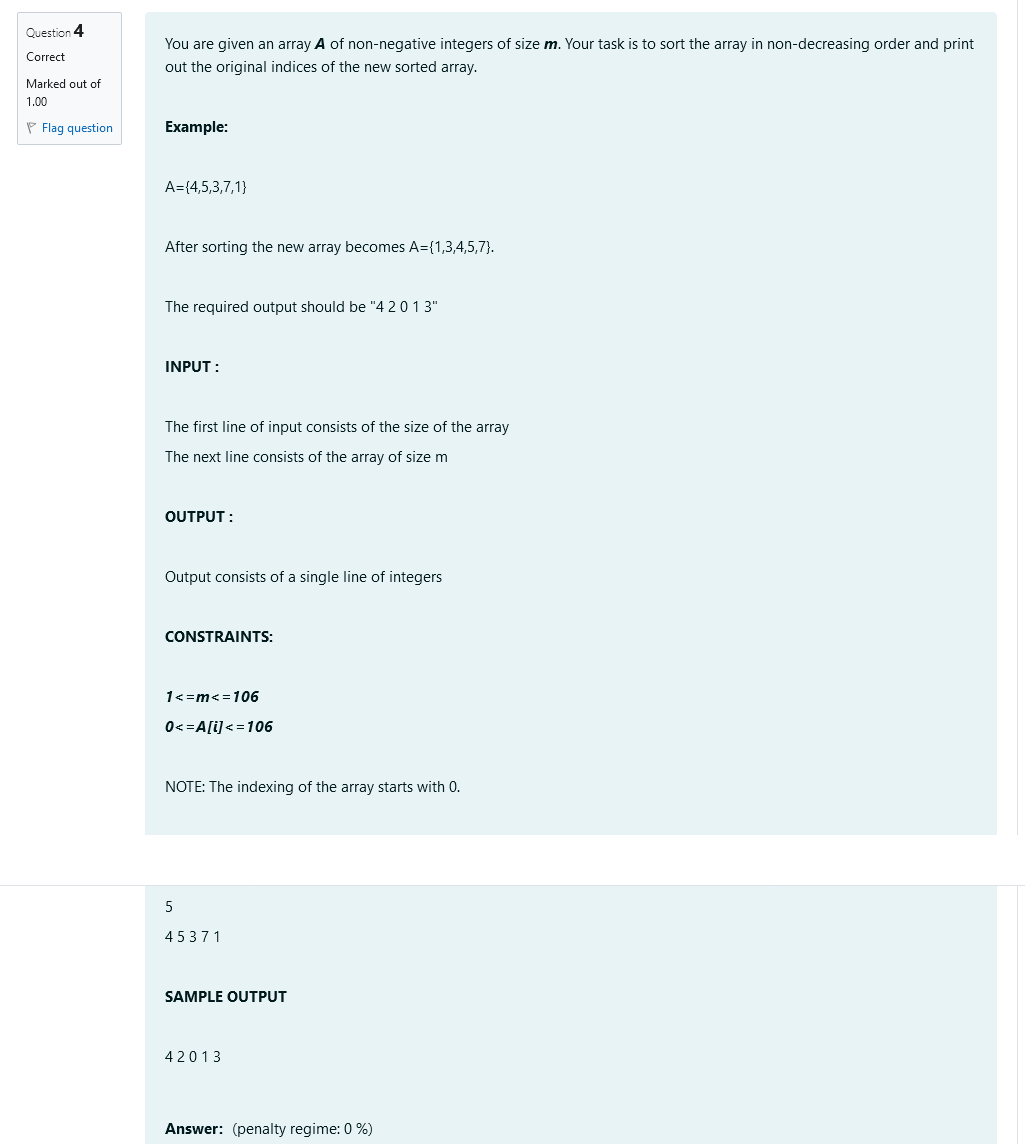 Question 4
Correct
Marked out of
1.00
Flag question
You are given an array A of non-negative integers of size m. Your task is to sort the array in non-decreasing order and print
out the original indices of the new sorted array.
Example:
A={4,5,3,7,1}
After sorting the new array becomes A={1,3,4,5,7}.
The required output should be "4 2 0 1 3"
INPUT :
The first line of input consists of the size of the array
The next line consists of the array of size m
OUTPUT :
Output consists of a single line of integers
CONSTRAINTS:
1<=m<=106
0<=A[i]<=106
NOTE: The indexing of the array starts with 0.
5
4 5 3 7 1
SAMPLE OUTPUT
4 2 0 1 3
Answer: (penalty regime: 0 %)